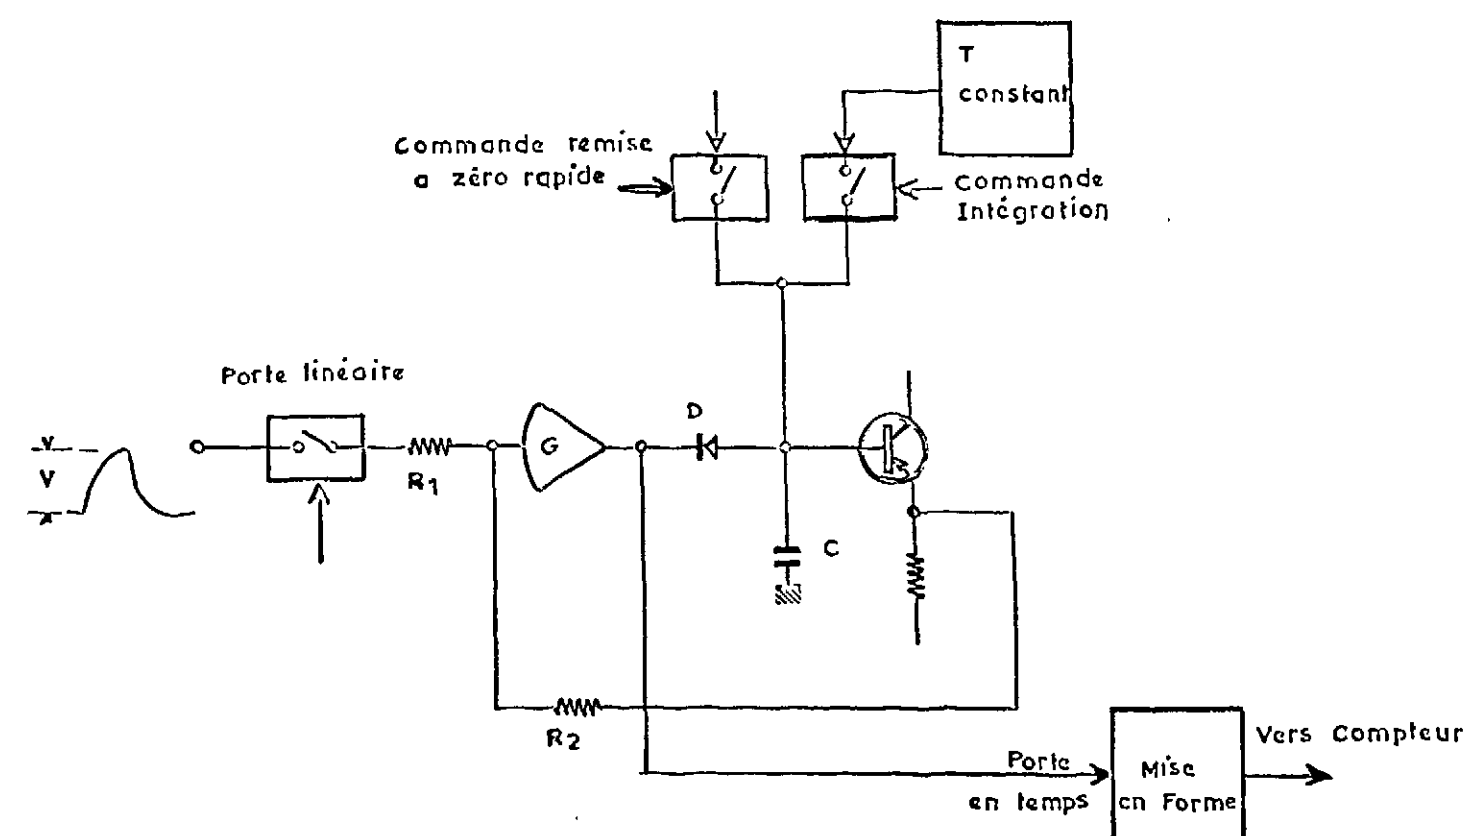 T
constant
Commande remise
a zéro rapide
Commande
Intégration
Porte linéaire
V
R1
G
D
C
R2
Porte
en temps
Mise
en Forme
Vers Compteur